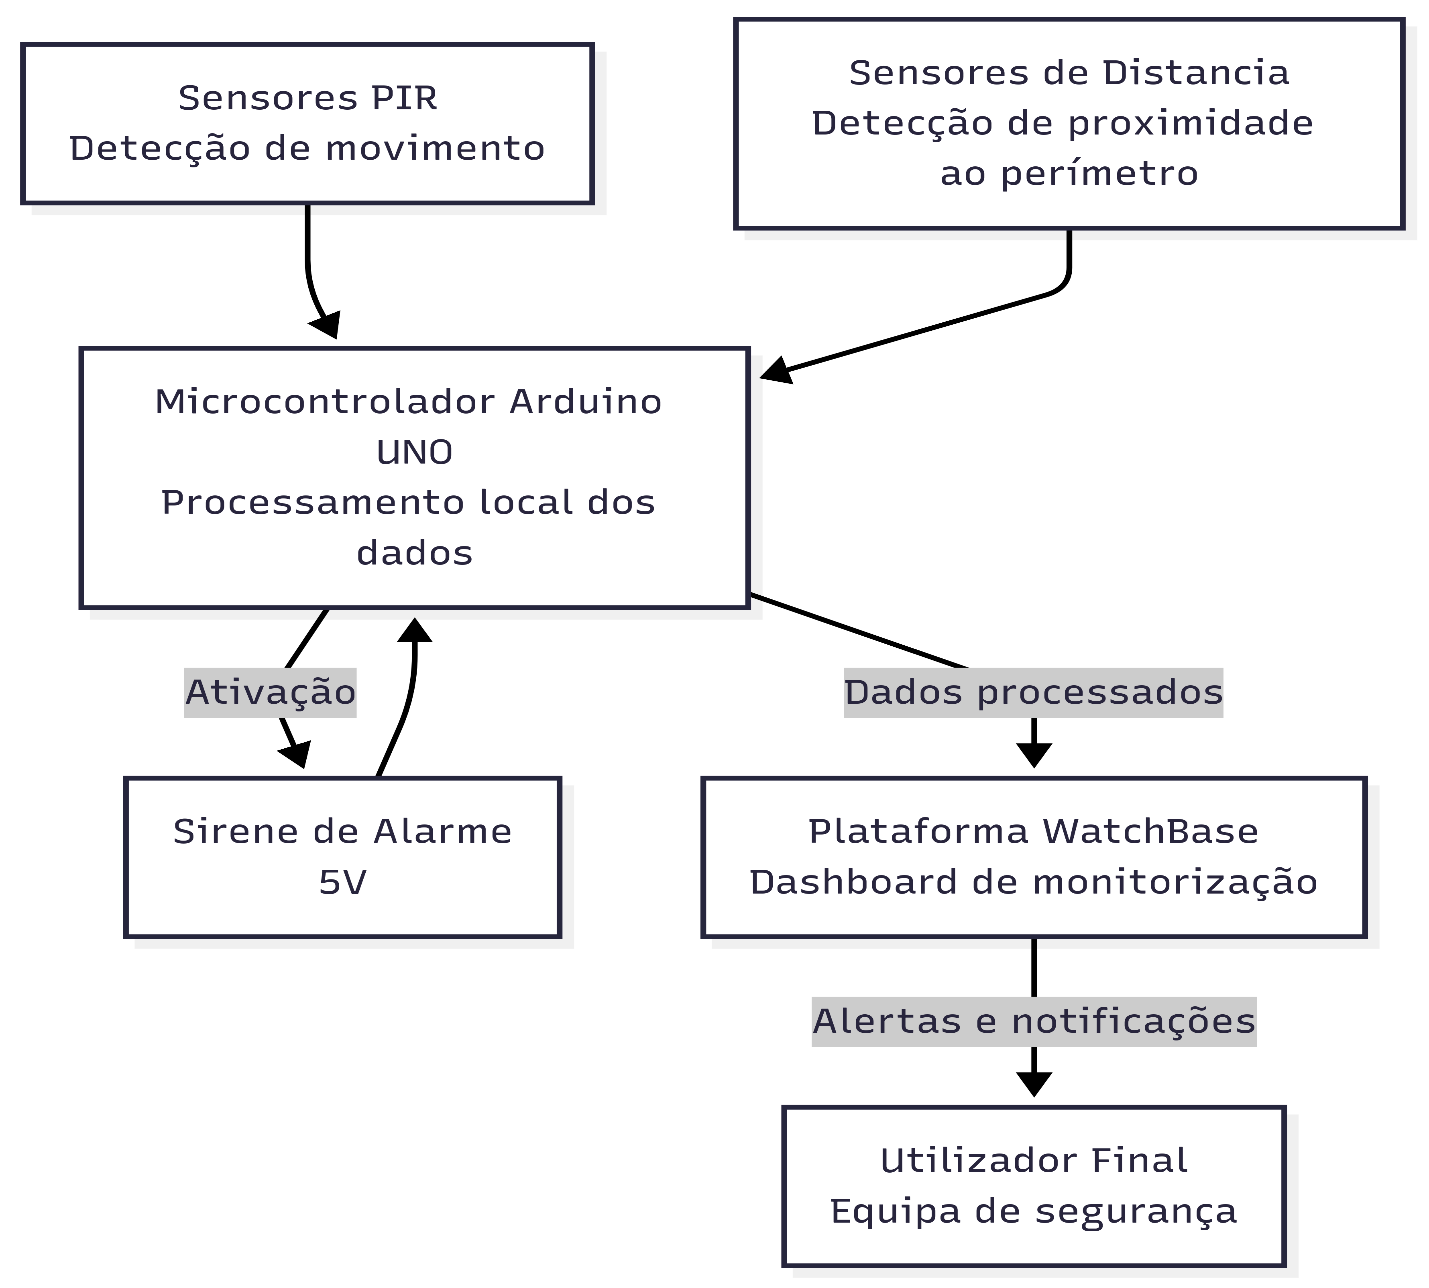 Sensores PIR
Detecção de movimento
Sensores de Distancia
Detecção de proximidade
ao perímetro
Microcontrolador Arduino
UNO
Processamento local dos
dados
Ativação
Dados processados
Sirene de Alarme
5V
Plataforma WatchBase
Dashboard de monitorização
Alertas e notificações
Utilizador Final
Equipa de segurança